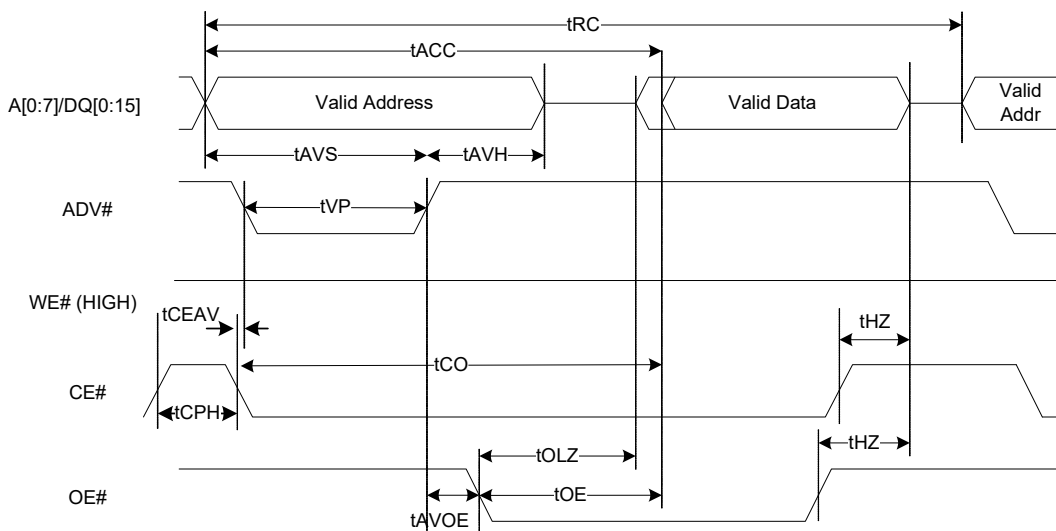 tRC
tACC
A[0:7]/DQ[0:15]
Valid Address
Valid Data
Valid
Addr
tAVS
tAVH
ADV#
tVP
WE# (HIGH)
tCEAV
tHZ
tCO
CE#
tCPH
tHZ
tOLZ
OE#
tOE
tAVOE